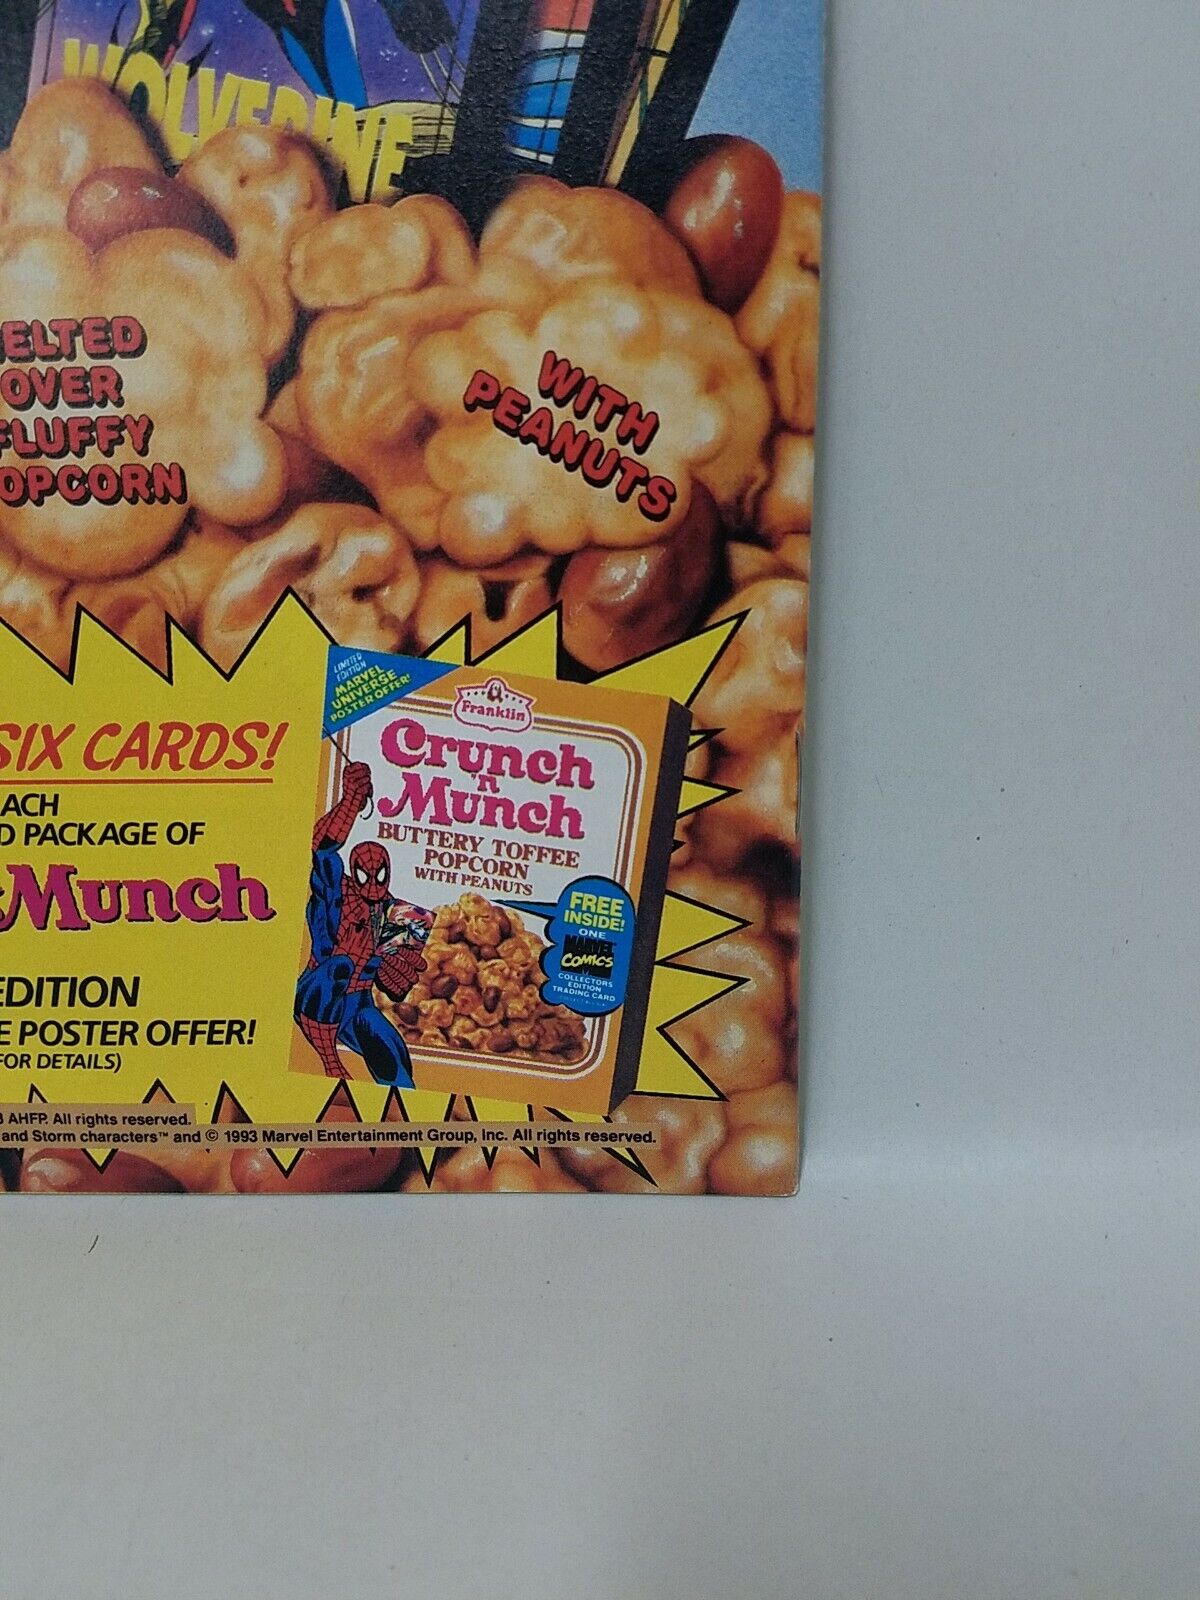 WOLVERINE
ELTED
OVER
FLUFFY
OPCORN
WITH
PEANUTS
SIX CARDS!
ACH
D PACKAGE OF
Munch
EDITION
E POSTER OFFER!
FOR DETAILS)
LIMITED
EDITION
MARVEL
UNIVERSE
POSTER OFFER!
Franklin
Crunch
'n
Munch
BUTTERY TOFFEE
POPCORN
WITH PEANUTS
FREE
INSIDE!
ONE
MARVEL
COMICS
COLLECTORS
EDITION
TRADING CARD
3 AHFP. All rights reserved.
and Storm characters™ and © 1993 Marvel Entertainment Group, Inc. All rights reserved.